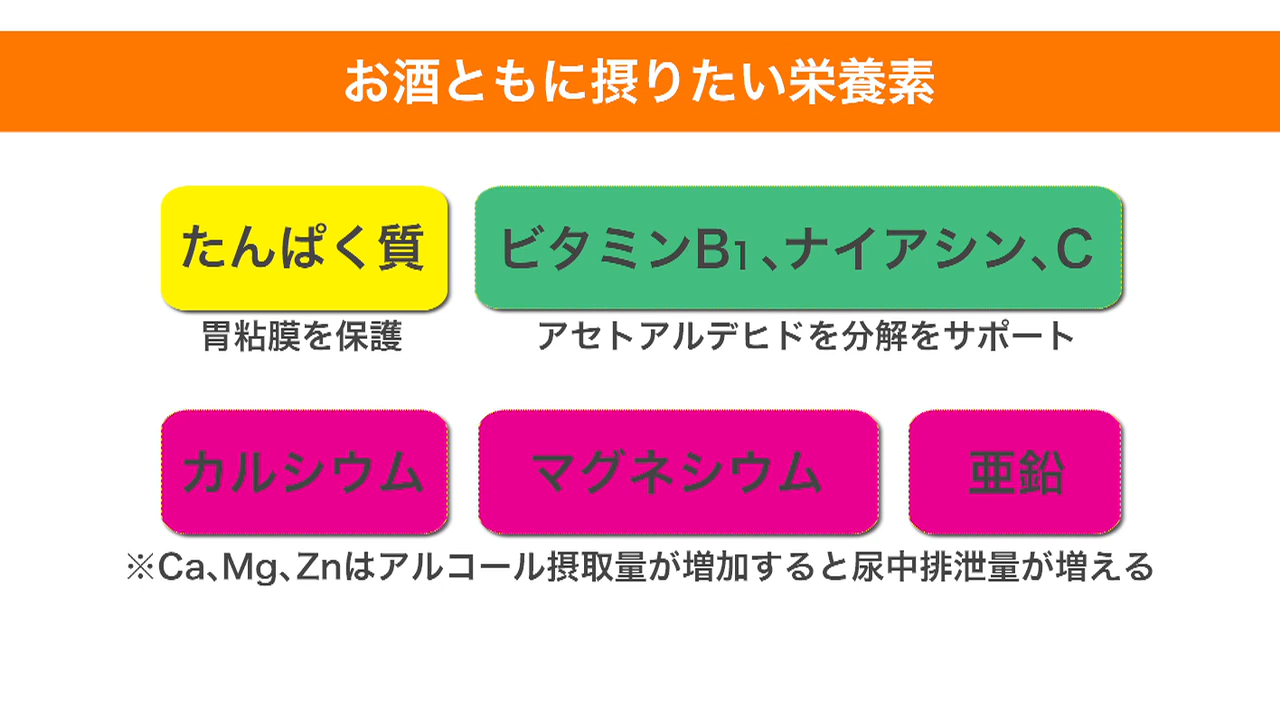 お酒ともに摂りたい栄養素
たんぱく質
ビタミンB1、ナイアシン、C
胃粘膜を保護
アセトアルデヒドを分解をサポート
カルシウム
マグネシウム
亜鉛
※Ca、Mg、Znはアルコール摂取量が増加すると尿中排泄量が増える